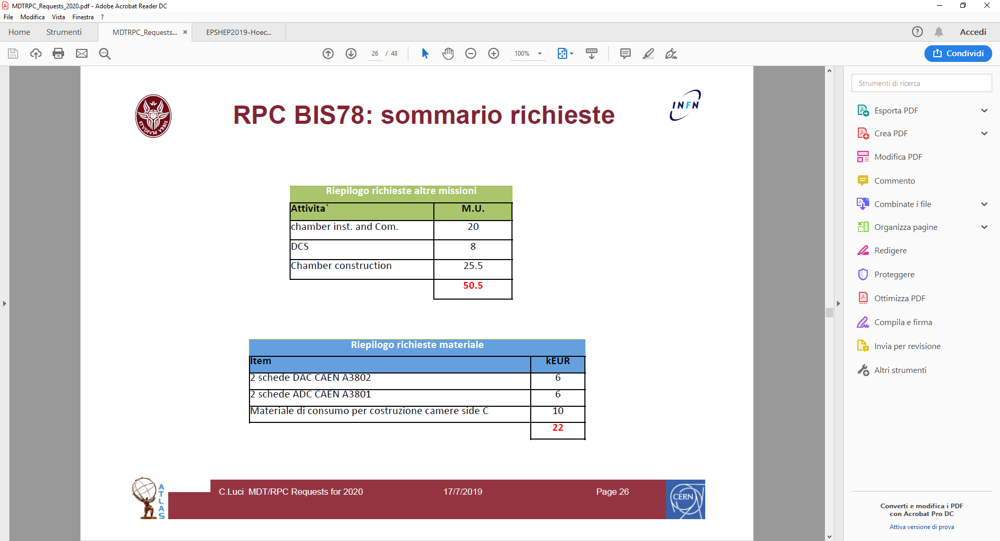 MDTRPC_Requests_2020.pdf - Adobe Acrobat Reader DC
File Modifica Vista Finestra ?
Home Strumenti MDTRPC_Requests... × EPSHEP2019-Hoec... ? Accedi
26 / 48 100% Condividi
Strumenti di ricerca
Esporta PDF
Crea PDF
Modifica PDF
Commento
Combinate i file
Organizza pagine
Redigere
Proteggere
Ottimizza PDF
Compila e firma
Invia per revisione
Altri strumenti
Converti e modifica i PDF
con Acrobat Pro DC
Attiva versione di prova
STVDIVM VRBIS
RPC BIS78: sommario richieste
INFN
Riepilogo richieste altre missioni
Attivita` M.U.
chamber inst. and Com. 20
DCS 8
Chamber construction 25.5
50.5
Riepilogo richieste materiale
Item kEUR
2 schede DAC CAEN A3802 6
2 schede ADC CAEN A3801 6
Materiale di consumo per costruzione camere side C 10
22
ATLAS
C.Luci MDT/RPC Requests for 2020 17/7/2019 Page 26
CERN